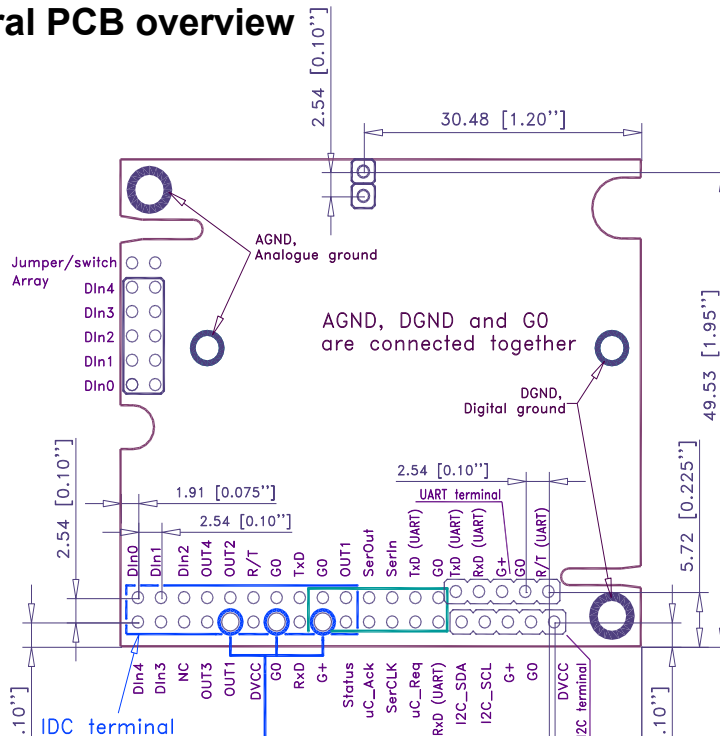 ral PCB overview
2.54 [0.10’’]
30.48 [1.20’’]
AGND,
Analogue ground
Jumper/switch
Array
DIn4
DIn3
DIn2
DIn1
DIn0
AGND, DGND and G0
are connected together
DGND,
Digital ground
49.53 [1.95’’]
5.72 [0.225’’]
2.54 [0.10’’]
1.91 [0.075’’]
2.54 [0.10’’]
2.54 [0.10’’]
UART terminal
DIn0
DIn1
DIn2
OUT4
OUT2
R/T
G0
TxD
G0
OUT1
SerOut
SerIn
TxD (UART)
G0
TxD (UART)
RxD (UART)
G+
G0
R/T (UART)
DIn4
DIn3
NC
OUT3
OUT1
DVCC
G0
RxD
G+
Status
uC_Ack
SerCLK
uC_Req
RxD (UART)
I2C_SDA
I2C_SCL
G+
G0
DVCC
I2C terminal
.10’’]
IDC terminal
.10’’]